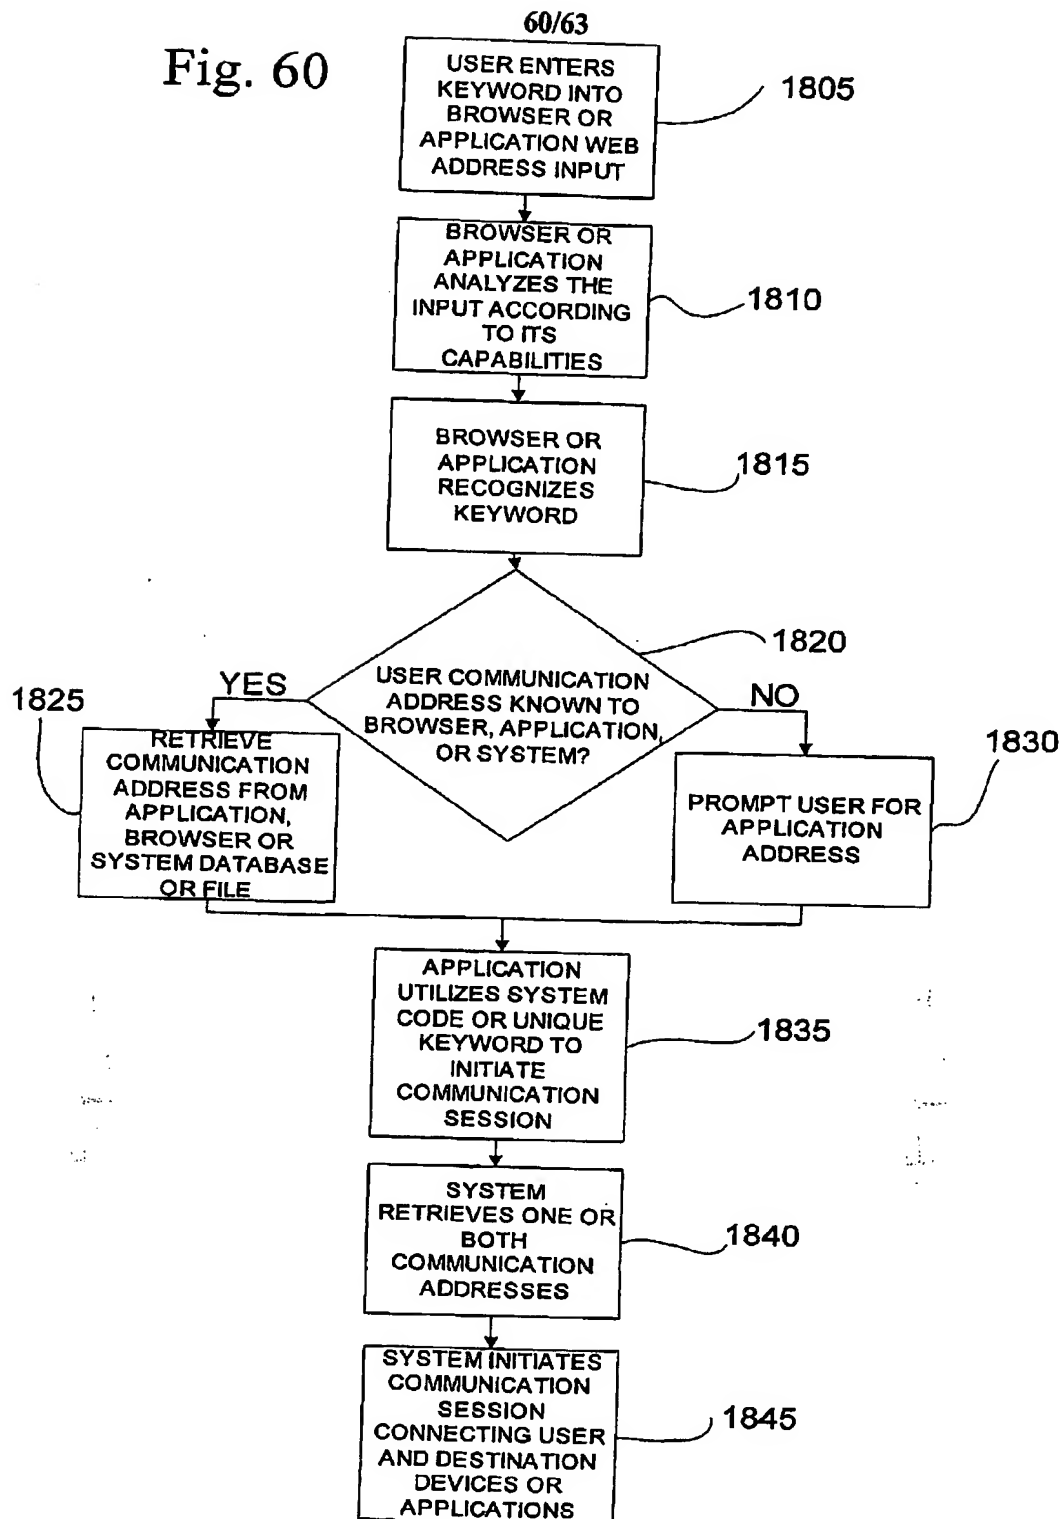 60/63
Fig. 60
USER ENTERS
KEYWORD INTO
BROWSER OR
APPLICATION WEB
ADDRESS INPUT
1805
BROWSER OR
APPLICATION
ANALYZES THE
INPUT ACCORDING
TO ITS
CAPABILITIES
1810
BROWSER OR
APPLICATION
RECOGNIZES
KEYWORD
1815
USER COMMUNICATION
ADDRESS KNOWN TO
BROWSER, APPLICATION,
OR SYSTEM?
1820
YES
NO
1825
RETRIEVE
COMMUNICATION
ADDRESS FROM
APPLICATION,
BROWSER OR
SYSTEM DATABASE
OR FILE
PROMPT USER FOR
APPLICATION
ADDRESS
1830
APPLICATION
UTILIZES SYSTEM
CODE OR UNIQUE
KEYWORD TO
INITIATE
COMMUNICATION
SESSION
1835
SYSTEM
RETRIEVES ONE OR
BOTH
COMMUNICATION
ADDRESSES
1840
SYSTEM INITIATES
COMMUNICATION
SESSION
CONNECTING USER
AND DESTINATION
DEVICES OR
APPLICATIONS
1845